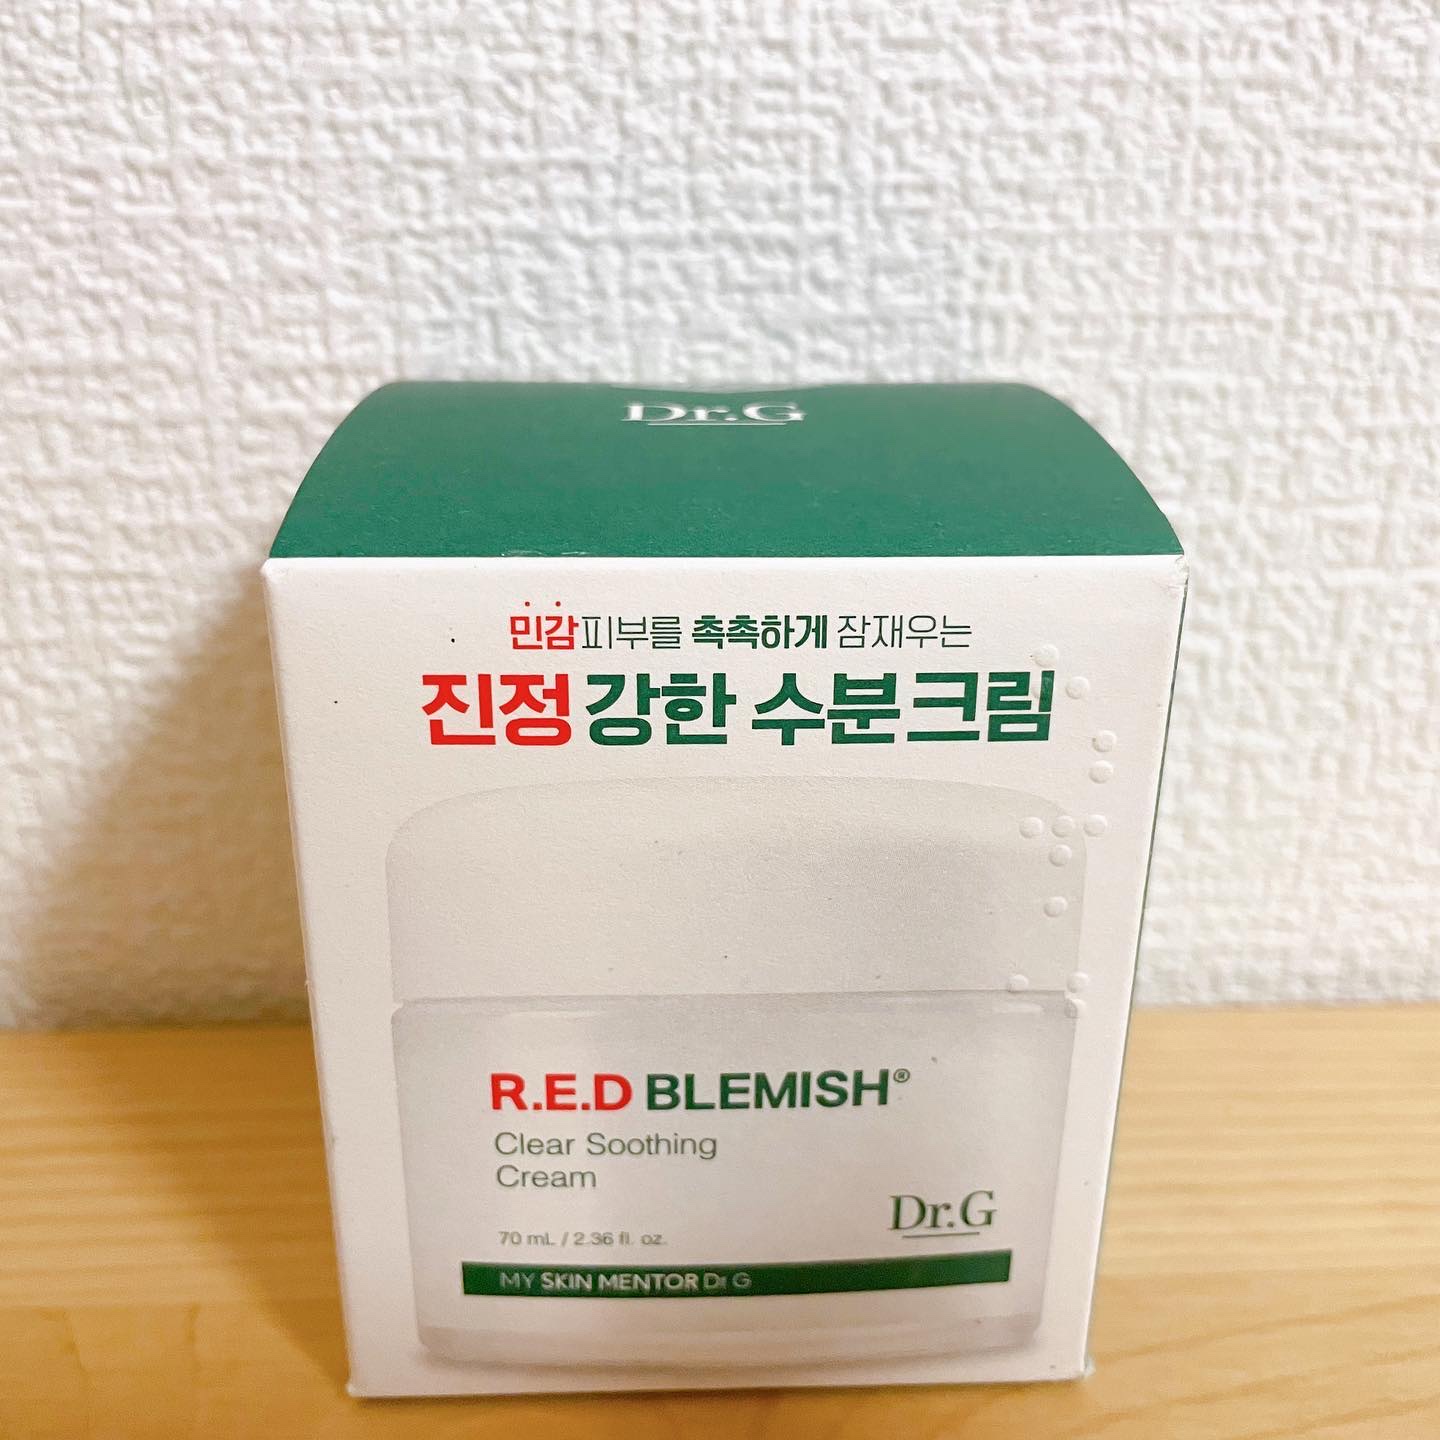 Dr.G
민감피부를 촉촉하게 잠재우는
진정 강한 수분크림
R.E.D BLEMISH®
Clear Soothing
Cream
Dr.G
70 mL / 2.36 fl. oz.
MY SKIN MENTOR Dr.G